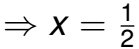 ⇒ x = 1/2